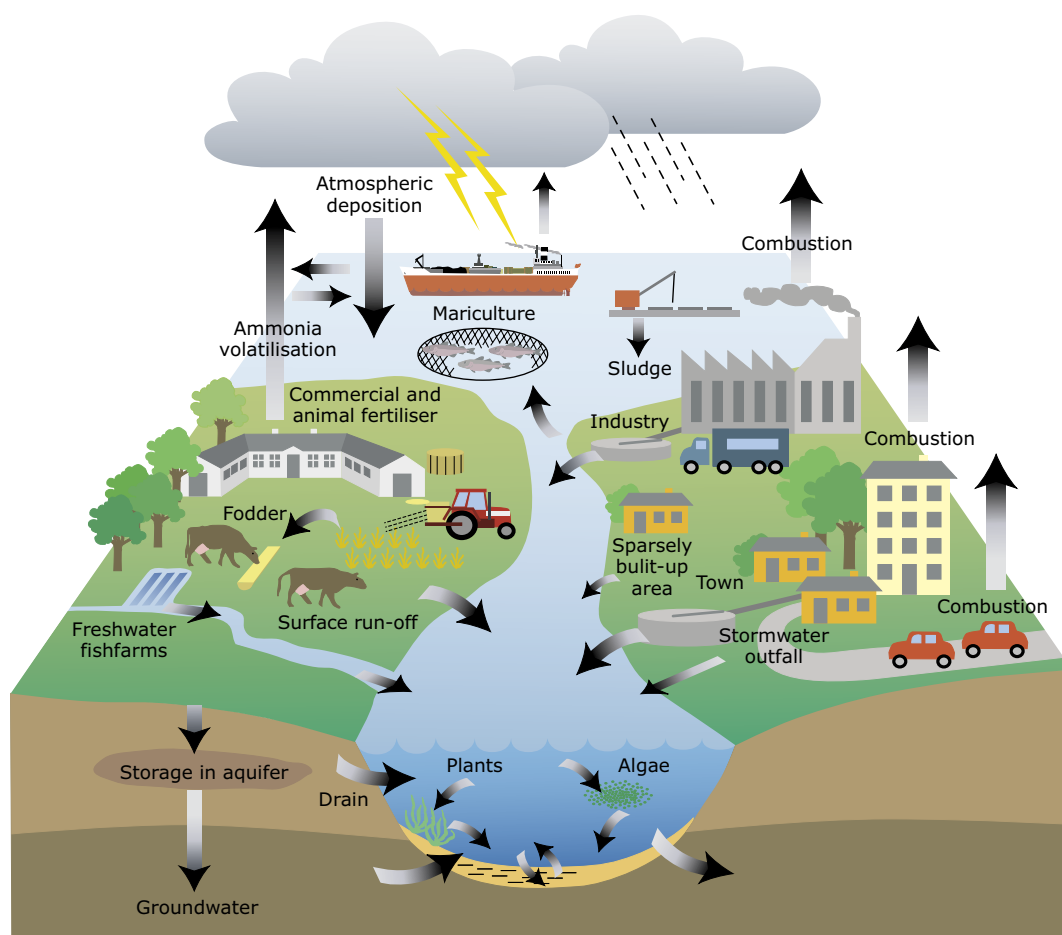 Atmospheric
deposition
Combustion
Mariculture
Ammonia
volatilisation
Sludge
Commercial and
animal fertiliser
Industry
Combustion
Fodder
Sparsely
bulit-up
area
Town
Combustion
Surface run-off
Freshwater
fishfarms
Stormwater
outfall
Plants
Algae
Storage in aquifer
Drain
Groundwater